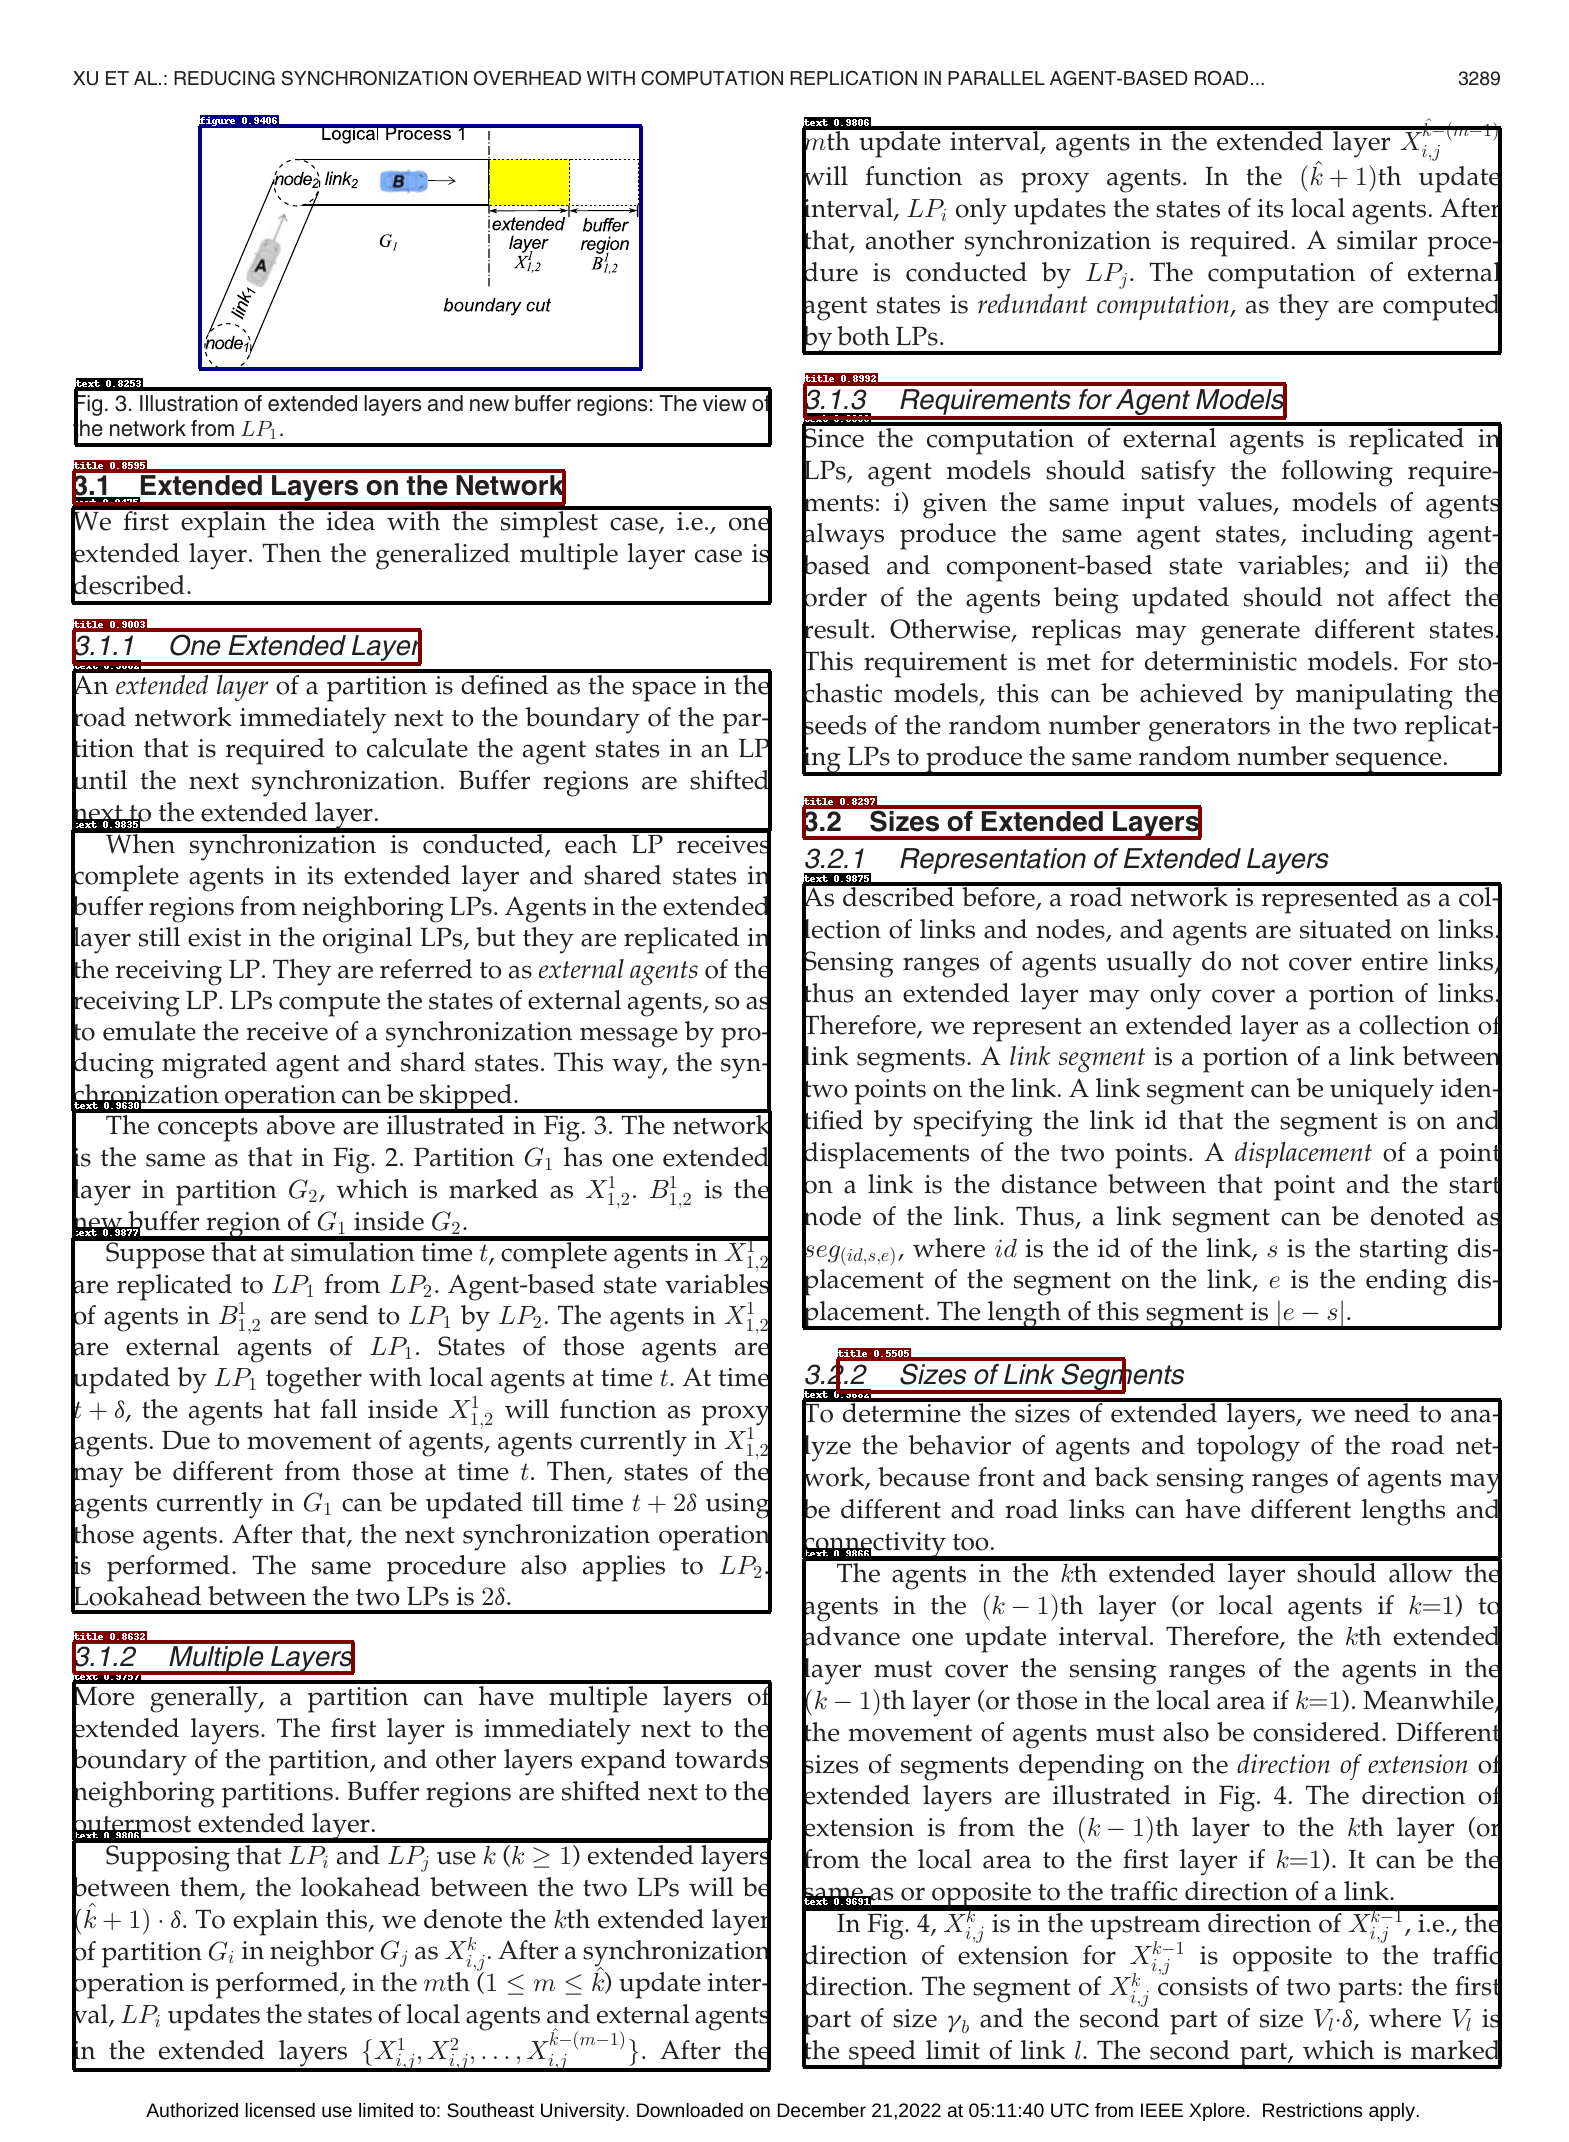 XU ET AL.: REDUCING SYNCHRONIZATION OVERHEAD WITH COMPUTATION REPLICATION IN PARALLEL AGENT-BASED ROAD...
3289
figure 0.9406
Logical Process 1
node2 link2 B
extended buffer
layer region
X^1_{1,2} B^1_{1,2}
G_1
A
link1
boundary cut
node1
text 0.8253
Fig. 3. Illustration of extended layers and new buffer regions: The view of
the network from LP_1.
title 0.8595
3.1 Extended Layers on the Network
We first explain the idea with the simplest case, i.e., one
extended layer. Then the generalized multiple layer case is
described.
title 0.9003
3.1.1 One Extended Layer
An extended layer of a partition is defined as the space in the
road network immediately next to the boundary of the par-
tition that is required to calculate the agent states in an LP
until the next synchronization. Buffer regions are shifted
next to the extended layer.
text 0.9835
When synchronization is conducted, each LP receives
complete agents in its extended layer and shared states in
buffer regions from neighboring LPs. Agents in the extended
layer still exist in the original LPs, but they are replicated in
the receiving LP. They are referred to as external agents of the
receiving LP. LPs compute the states of external agents, so as
to emulate the receive of a synchronization message by pro-
ducing migrated agent and shard states. This way, the syn-
chronization operation can be skipped.
text 0.9630
The concepts above are illustrated in Fig. 3. The network
is the same as that in Fig. 2. Partition G_1 has one extended
layer in partition G_2, which is marked as X^1_{1,2}. B^1_{1,2} is the
new buffer region of G_1 inside G_2.
text 0.9877
Suppose that at simulation time t, complete agents in X^1_{1,2}
are replicated to LP_1 from LP_2. Agent-based state variables
of agents in B^1_{1,2} are send to LP_1 by LP_2. The agents in X^1_{1,2}
are external agents of LP_1. States of those agents are
updated by LP_1 together with local agents at time t. At time
t + δ, the agents hat fall inside X^1_{1,2} will function as proxy
agents. Due to movement of agents, agents currently in X^1_{1,2}
may be different from those at time t. Then, states of the
agents currently in G_1 can be updated till time t + 2δ using
those agents. After that, the next synchronization operation
is performed. The same procedure also applies to LP_2.
Lookahead between the two LPs is 2δ.
title 0.8632
3.1.2 Multiple Layers
text 0.9757
More generally, a partition can have multiple layers of
extended layers. The first layer is immediately next to the
boundary of the partition, and other layers expand towards
neighboring partitions. Buffer regions are shifted next to the
outermost extended layer.
text 0.9806
Supposing that LP_i and LP_j use k (k ≥ 1) extended layers
between them, the lookahead between the two LPs will be
(k̂ + 1) · δ. To explain this, we denote the kth extended layer
of partition G_i in neighbor G_j as X^k_{i,j}. After a synchronization
operation is performed, in the mth (1 ≤ m ≤ k̂) update inter-
val, LP_i updates the states of local agents and external agents
in the extended layers {X^1_{i,j}, X^2_{i,j}, . . . , X^{k̂−(m−1)}_{i,j}}. After the
text 0.9806
mth update interval, agents in the extended layer X^{k̂−(m−1)}_{i,j}
will function as proxy agents. In the (k̂ + 1)th update
interval, LP_i only updates the states of its local agents. After
that, another synchronization is required. A similar proce-
dure is conducted by LP_j. The computation of external
agent states is redundant computation, as they are computed
by both LPs.
title 0.8992
3.1.3 Requirements for Agent Models
Since the computation of external agents is replicated in
LPs, agent models should satisfy the following require-
ments: i) given the same input values, models of agents
always produce the same agent states, including agent-
based and component-based state variables; and ii) the
order of the agents being updated should not affect the
result. Otherwise, replicas may generate different states.
This requirement is met for deterministic models. For sto-
chastic models, this can be achieved by manipulating the
seeds of the random number generators in the two replicat-
ing LPs to produce the same random number sequence.
title 0.8297
3.2 Sizes of Extended Layers
3.2.1 Representation of Extended Layers
text 0.9875
As described before, a road network is represented as a col-
lection of links and nodes, and agents are situated on links.
Sensing ranges of agents usually do not cover entire links,
thus an extended layer may only cover a portion of links.
Therefore, we represent an extended layer as a collection of
link segments. A link segment is a portion of a link between
two points on the link. A link segment can be uniquely iden-
tified by specifying the link id that the segment is on and
displacements of the two points. A displacement of a point
on a link is the distance between that point and the start
node of the link. Thus, a link segment can be denoted as
seg_{(id,s,e)}, where id is the id of the link, s is the starting dis-
placement of the segment on the link, e is the ending dis-
placement. The length of this segment is |e − s|.
title 0.5505
3.2.2 Sizes of Link Segments
text 0.9682
To determine the sizes of extended layers, we need to ana-
lyze the behavior of agents and topology of the road net-
work, because front and back sensing ranges of agents may
be different and road links can have different lengths and
connectivity too.
text 0.9866
The agents in the kth extended layer should allow the
agents in the (k − 1)th layer (or local agents if k=1) to
advance one update interval. Therefore, the kth extended
layer must cover the sensing ranges of the agents in the
(k − 1)th layer (or those in the local area if k=1). Meanwhile,
the movement of agents must also be considered. Different
sizes of segments depending on the direction of extension of
extended layers are illustrated in Fig. 4. The direction of
extension is from the (k − 1)th layer to the kth layer (or
from the local area to the first layer if k=1). It can be the
same as or opposite to the traffic direction of a link.
text 0.9691
In Fig. 4, X^k_{i,j} is in the upstream direction of X^{k−1}_{i,j}, i.e., the
direction of extension for X^{k−1}_{i,j} is opposite to the traffic
direction. The segment of X^k_{i,j} consists of two parts: the first
part of size γ_b and the second part of size V_l·δ, where V_l is
the speed limit of link l. The second part, which is marked
Authorized licensed use limited to: Southeast University. Downloaded on December 21,2022 at 05:11:40 UTC from IEEE Xplore. Restrictions apply.